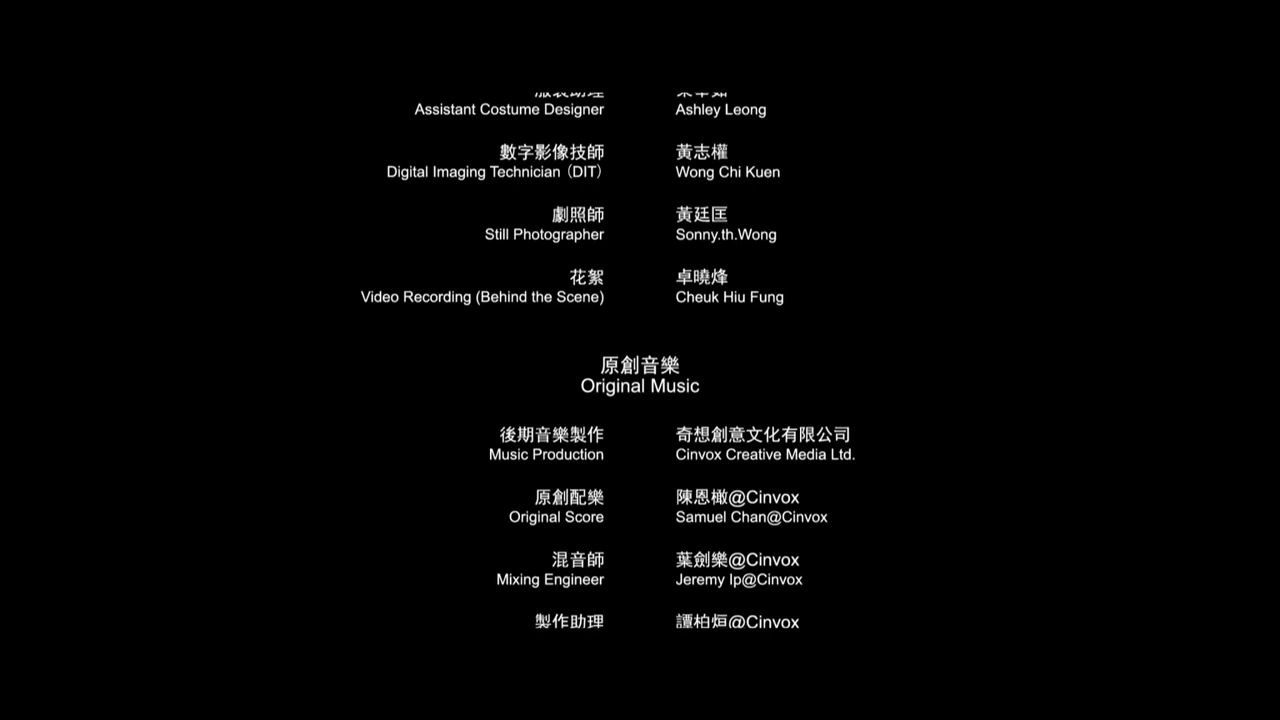 Assistant Costume Designer Ashley Leong
數字影像技師 黃志權
Digital Imaging Technician (DIT) Wong Chi Kuen
劇照師 黃廷匡
Still Photographer Sonny.th.Wong
花絮 卓曉烽
Video Recording (Behind the Scene) Cheuk Hiu Fung
原創音樂
Original Music
後期音樂製作 奇想創意文化有限公司
Music Production Cinvox Creative Media Ltd.
原創配樂 陳恩橄@Cinvox
Original Score Samuel Chan@Cinvox
混音師 葉劍樂@Cinvox
Mixing Engineer Jeremy Ip@Cinvox
製作助理 譚柏烜@Cinvox